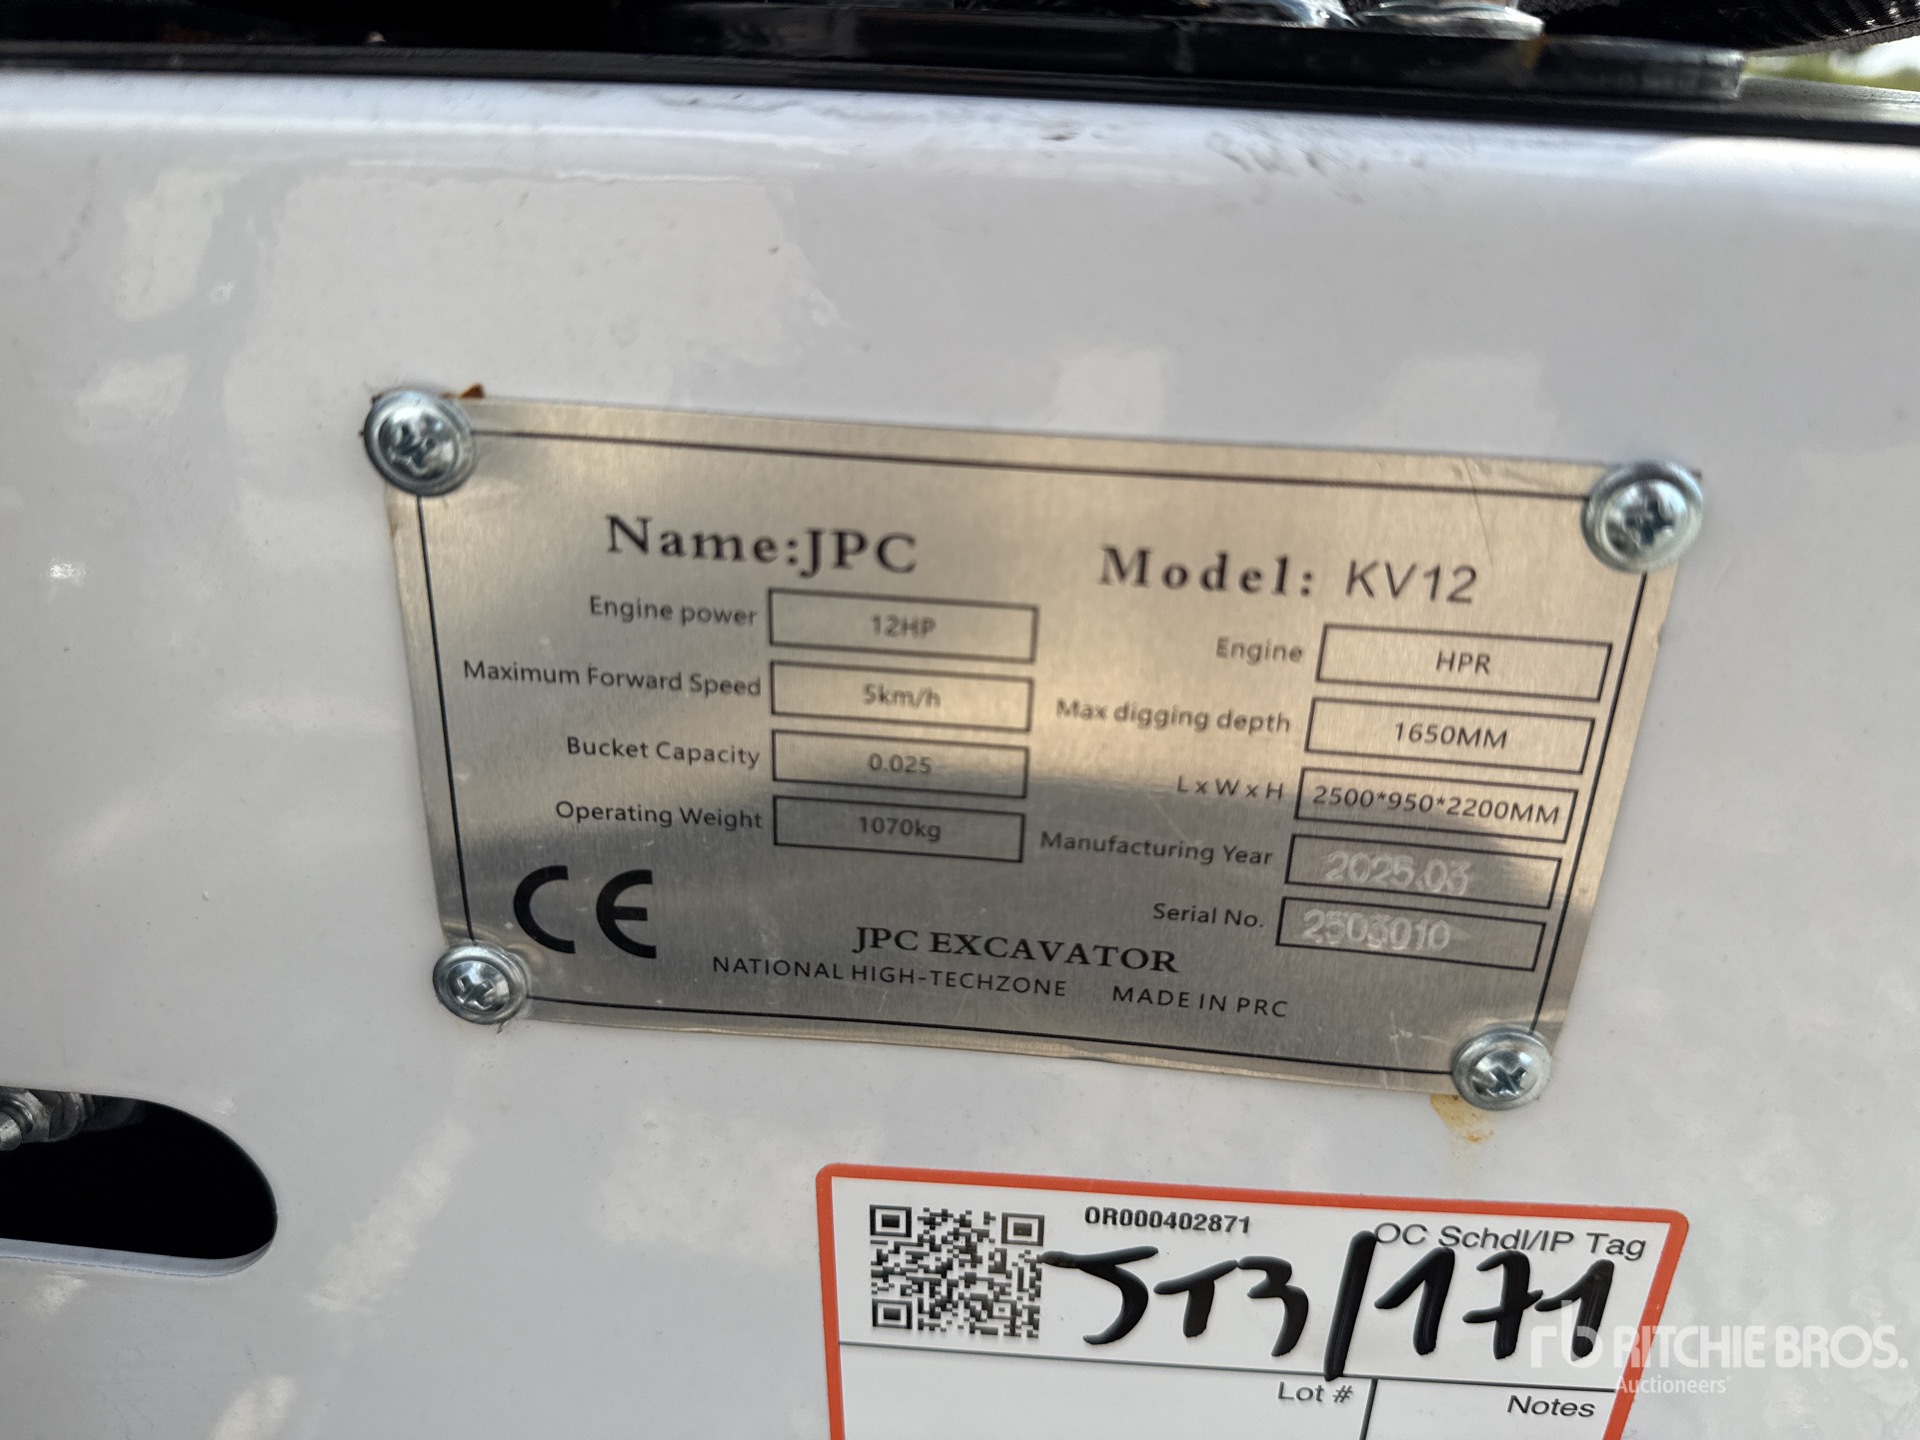 Name:JPC
Model: KV12
Engine power 12HP
Engine HPR
Maximum Forward Speed 5km/h
Max digging depth 1650MM
Bucket Capacity 0.025
L x W x H 2500*950*2200MM
Operating Weight 1070kg
Manufacturing Year 2025.03
Serial No. 2503010
CE
JPC EXCAVATOR
NATIONAL HIGH-TECHZONE MADE IN PRC
OR000402871
OC Schdl/IP Tag
JT3/171
Lot #
Notes
rb RITCHIE BROS.
Auctioneers